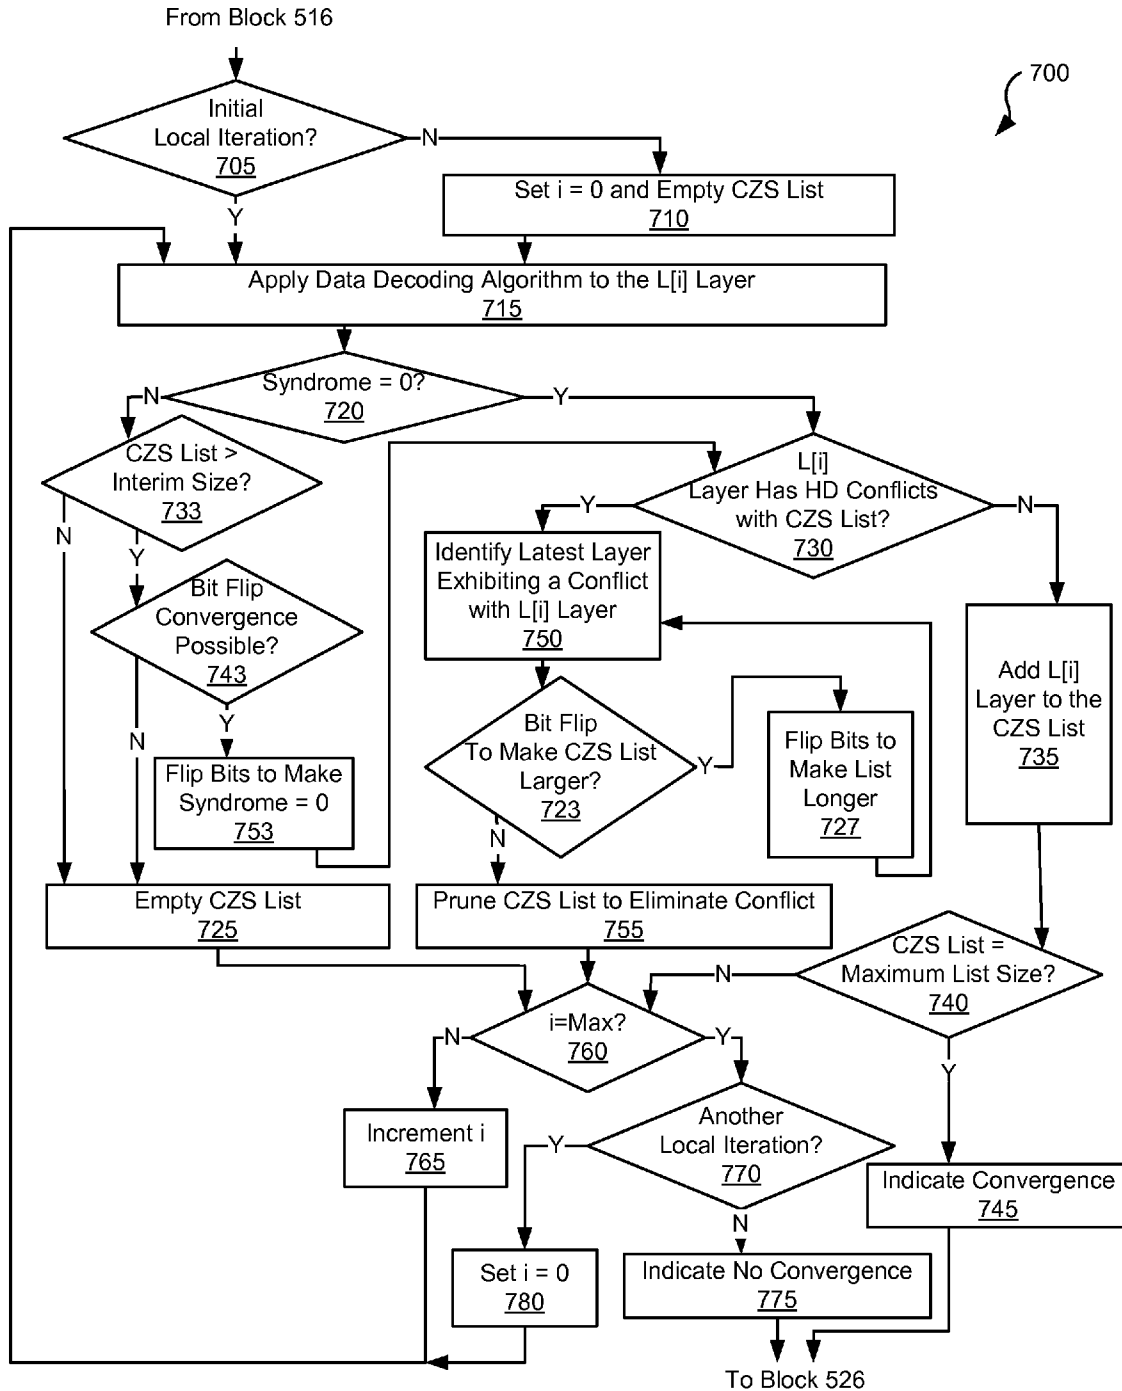 From Block 516
700
Initial
Local Iteration?
705
N
Y
Set i = 0 and Empty CZS List
710
Apply Data Decoding Algorithm to the L[i] Layer
715
Syndrome = 0?
720
N
Y
CZS List >
Interim Size?
733
N
Y
L[i]
Layer Has HD Conflicts
with CZS List?
730
Y
N
Identify Latest Layer
Exhibiting a Conflict
with L[i] Layer
750
Bit Flip
Convergence
Possible?
743
Y
N
Add L[i]
Layer to the
CZS List
735
Bit Flip
To Make CZS List
Larger?
723
Y
N
Flip Bits to
Make List
Longer
727
Flip Bits to Make
Syndrome = 0
753
Empty CZS List
725
Prune CZS List to Eliminate Conflict
755
CZS List =
Maximum List Size?
740
N
Y
i=Max?
760
N
Y
Increment i
765
Another
Local Iteration?
770
Y
N
Indicate Convergence
745
Set i = 0
780
Indicate No Convergence
775
To Block 526